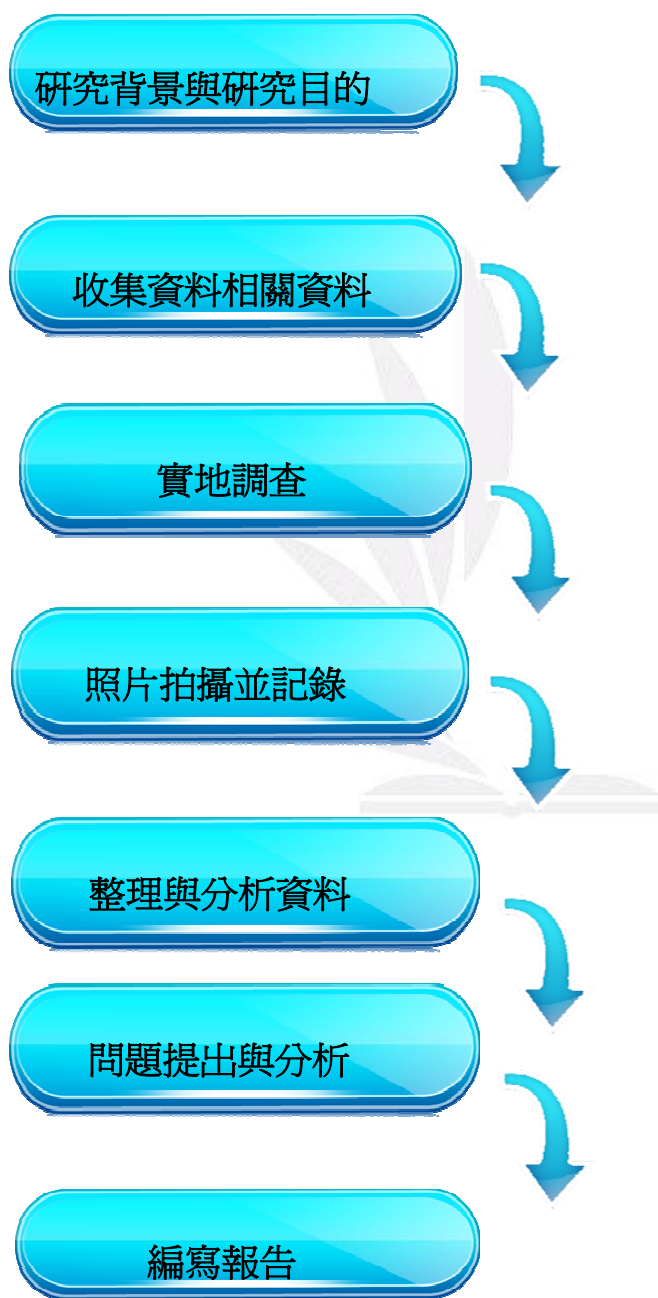 研究背景與研究目的
收集資料相關資料
實地調查
照片拍攝並記錄
整理與分析資料
問題提出與分析
編寫報告